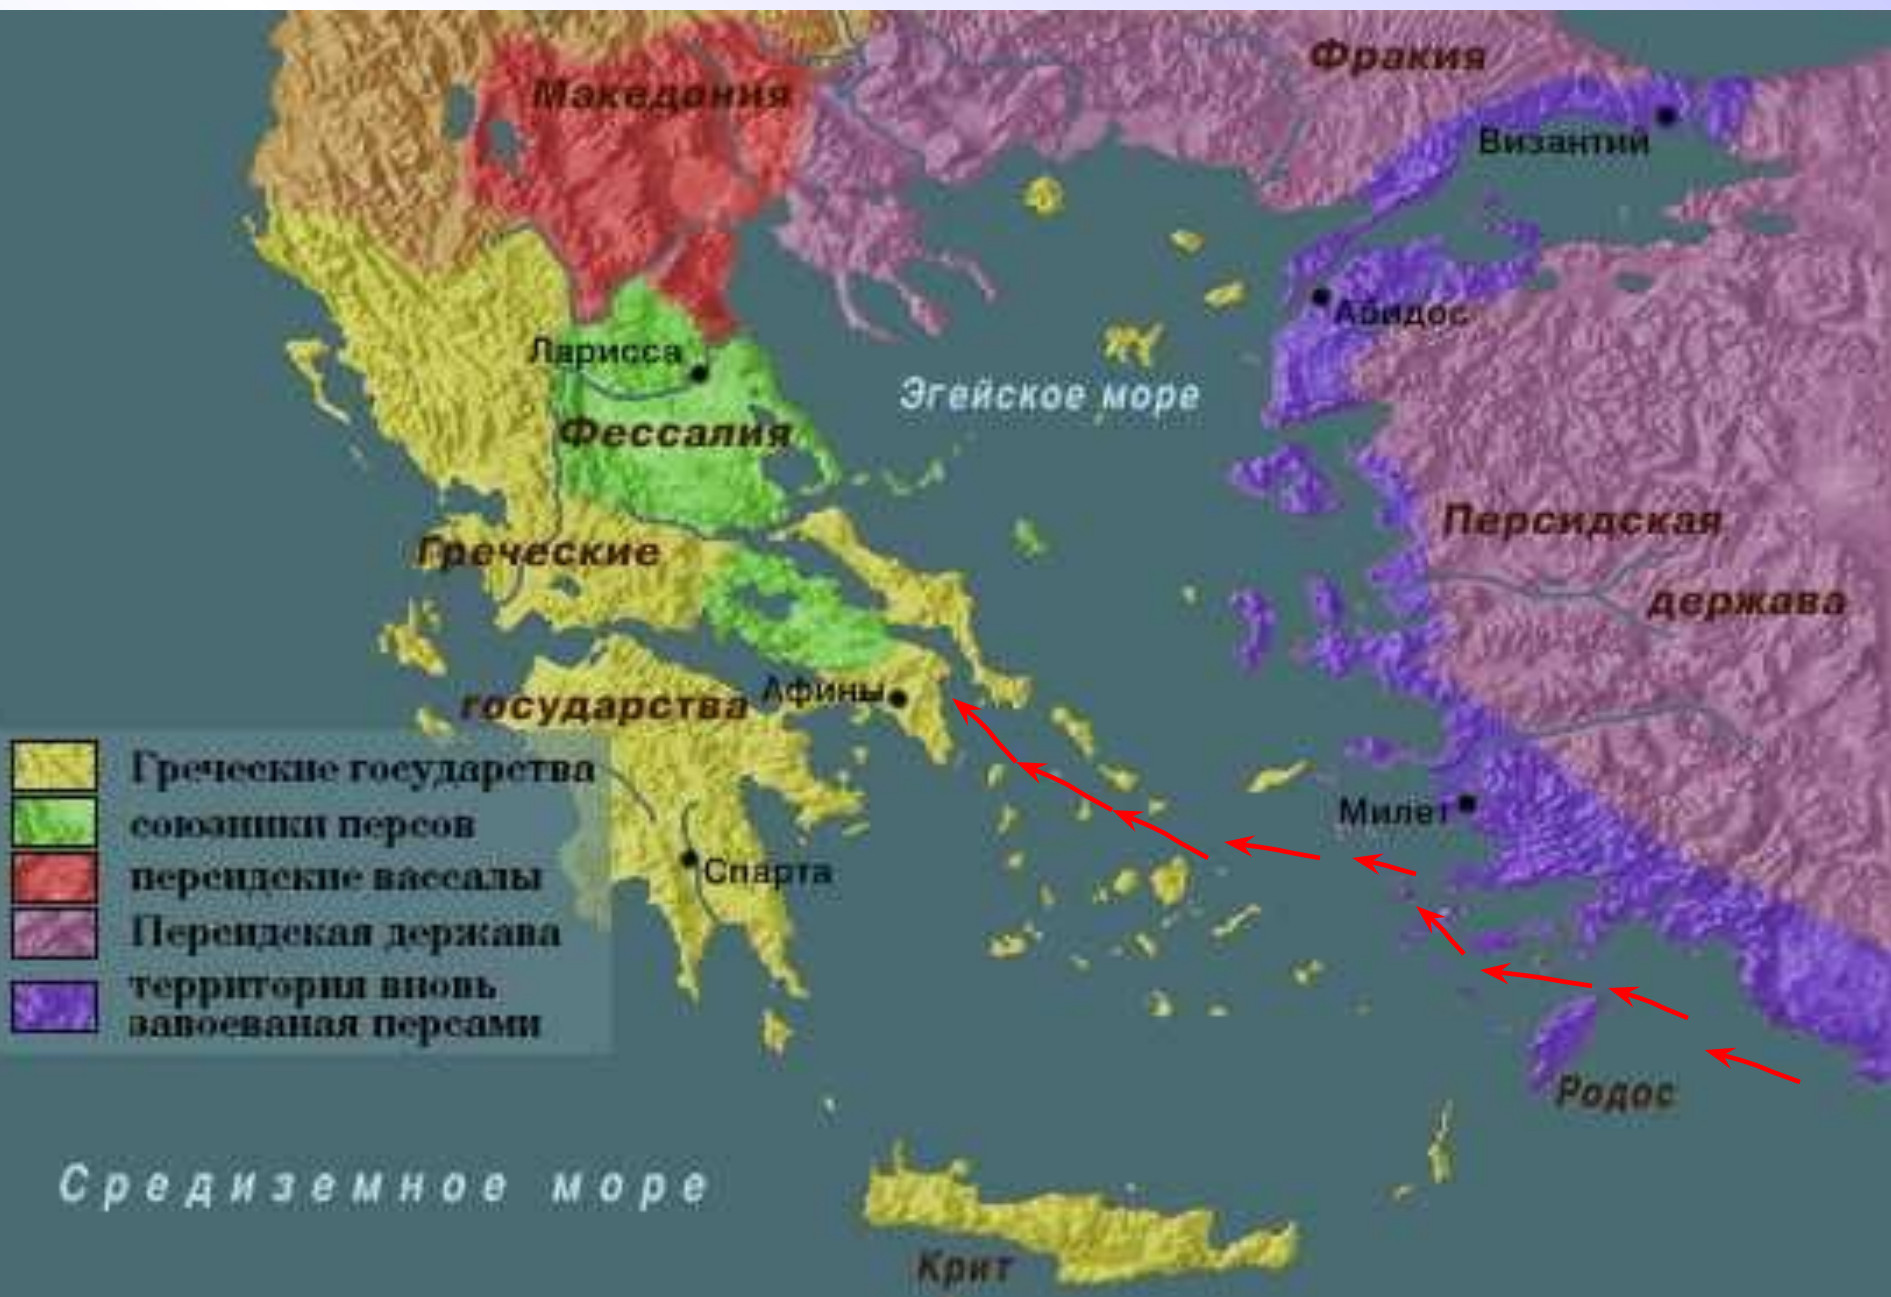 Фракия
Македония
Византий
Абидос
Ларисса
Эгейское море
Фессалия
Персидская
держава
Греческие
государства
Афины
Милет
Спарта
Греческие государства
союзники персов
персидские вассалы
Персидская держава
территория вновь
завоеваная персами
Родос
Средиземное море
Крит